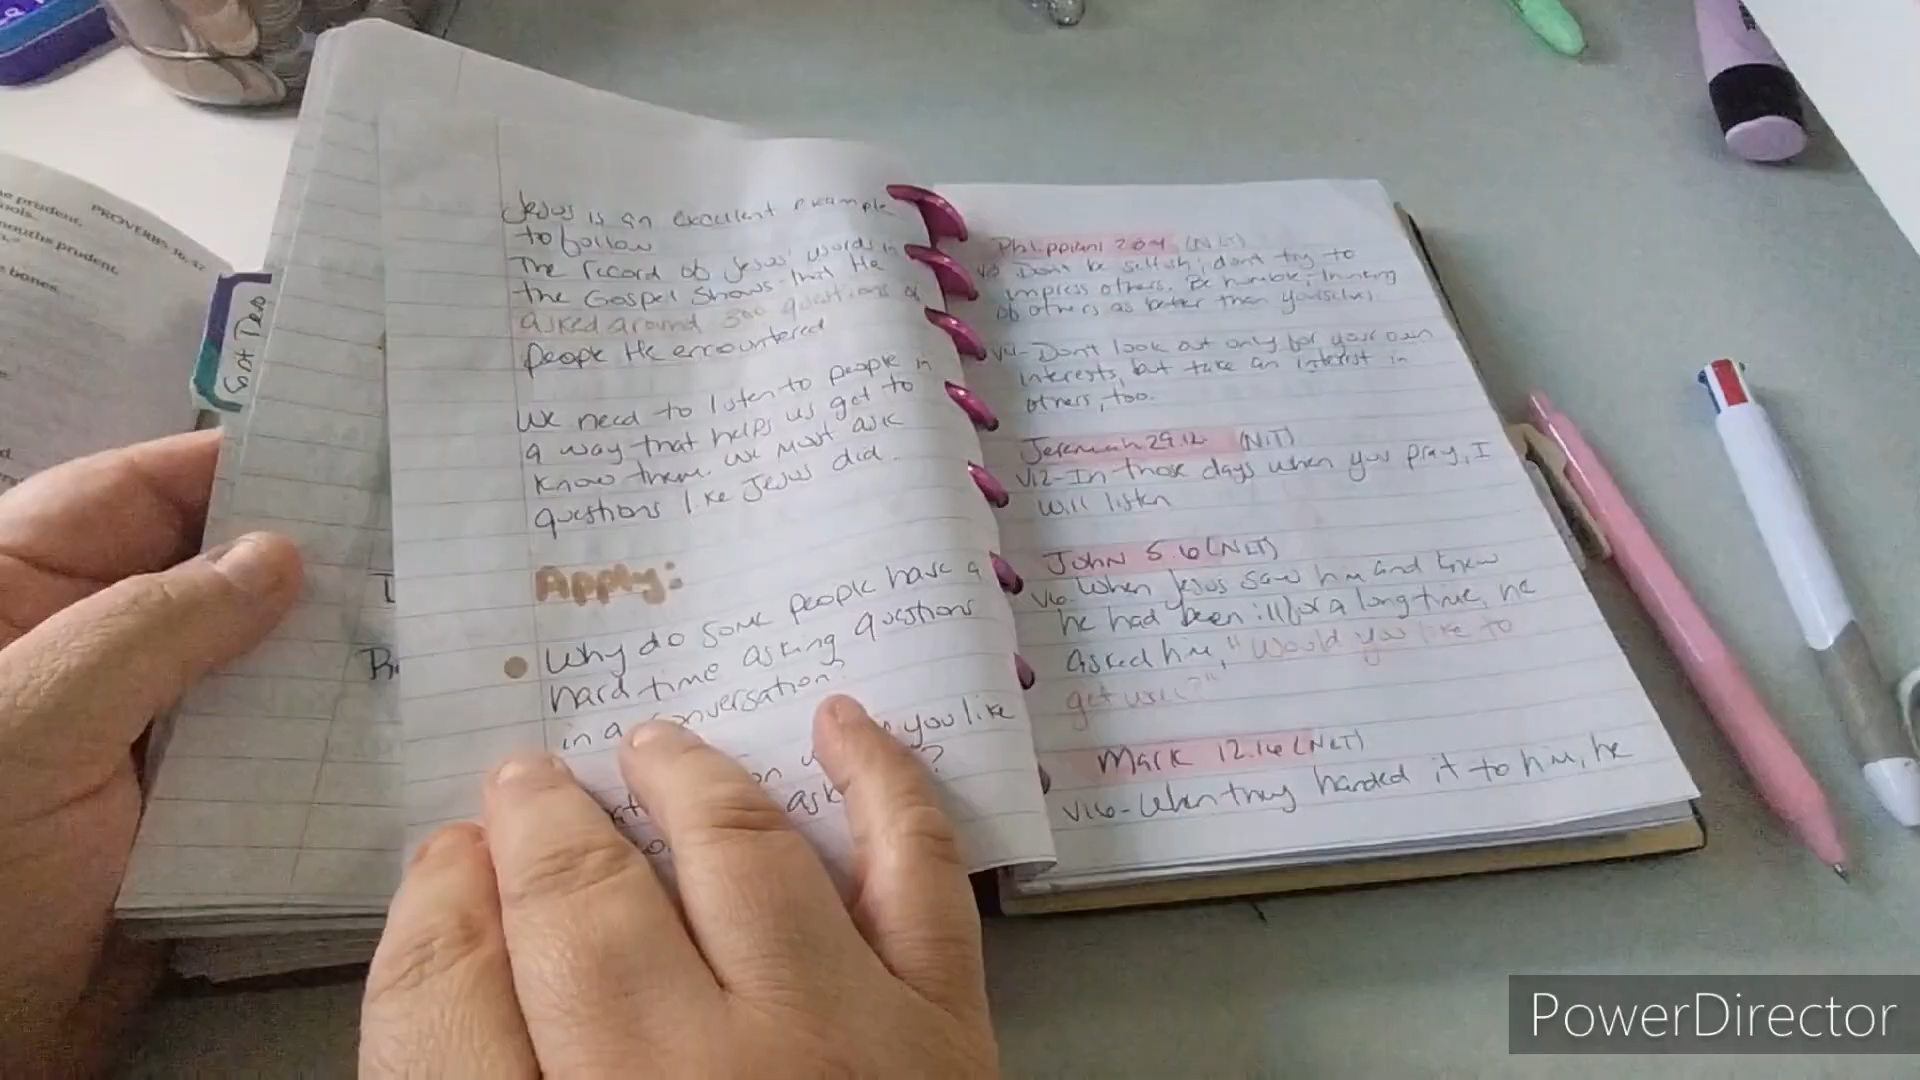 PROVERBS 16, 17
e prudent,
ools.
mouths prudent,
e bones.
Jesus is an excellent example
to follow
The record of Jesus' words in
the Gospel shows that He
asked around 300 questions of
people He encountered
We need to listen to people in
a way that helps us get to
know them. We must ask
questions like Jesus did.
Apply:
Why do some people have a
hard time asking questions
in a conversation?
you like
?
ask
Philippians 2:3-4 (NLT)
v3 Don't be selfish; don't try to
impress others. Be humble, thinking
of others as better than yourselves.
v4- Don't look out only for your own
interests, but take an interest in
others, too.
Jeremiah 29.12 (NLT)
v12- In those days when you pray, I
will listen
John 5.6 (NLT)
v6 When Jesus saw him and knew
he had been ill for a long time, he
asked him, "Would you like to
get well?"
Mark 12.16 (NLT)
v16- When they handed it to him, he
PowerDirector